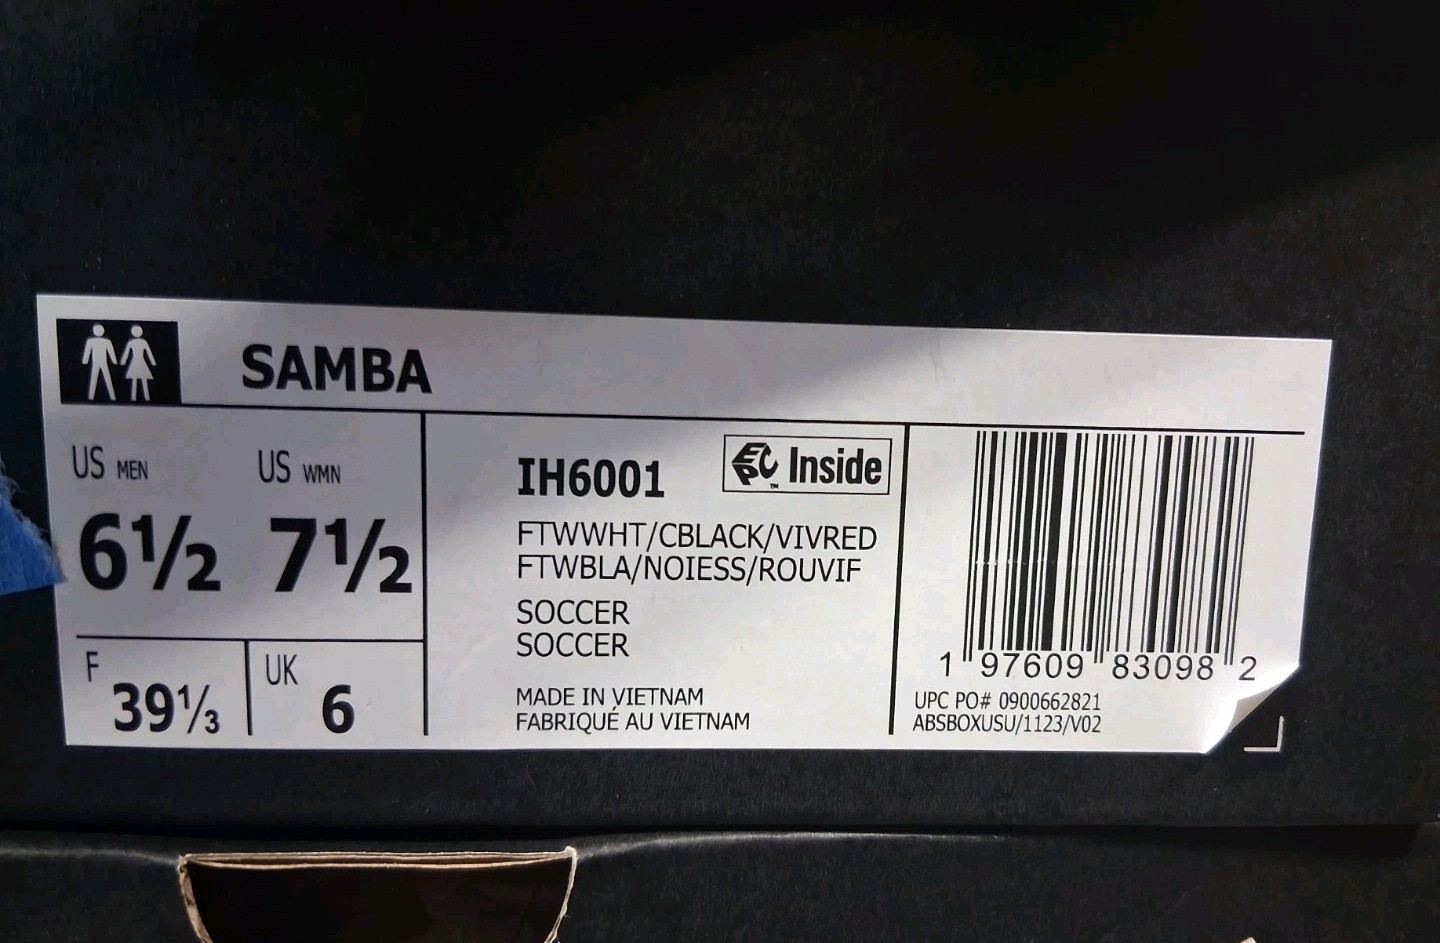 SAMBA
US MEN US WMN
6½ 7½
F 39⅓ UK 6
IH6001
EPC Inside
™
FTWWHT/CBLACK/VIVRED
FTWBLA/NOIESS/ROUVIF
SOCCER
SOCCER
MADE IN VIETNAM
FABRIQUÉ AU VIETNAM
1 97609 83098 2
UPC PO# 0900662821
ABSBOXUSU/1123/V02